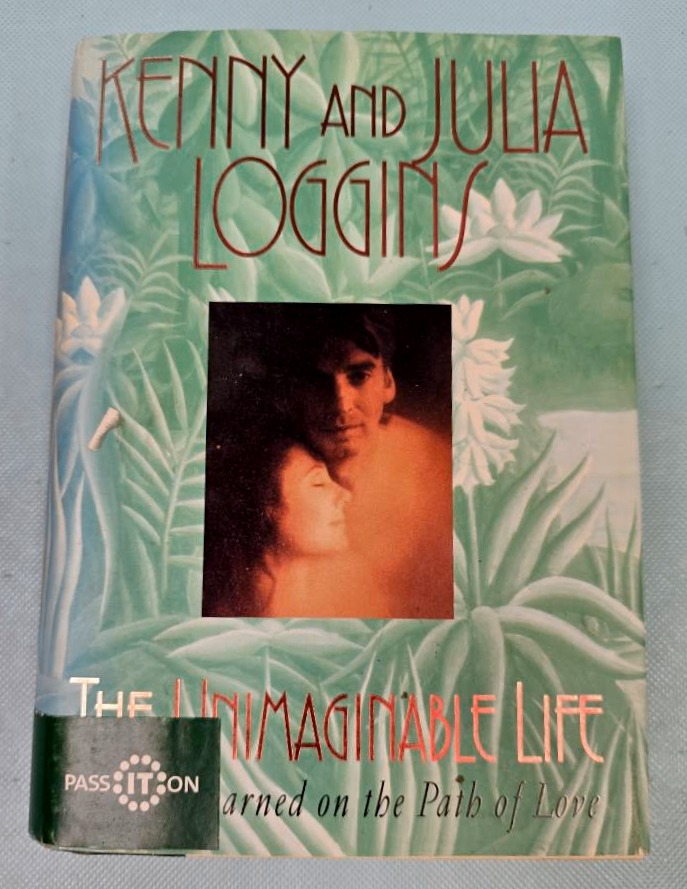 KENNY AND JULIA
LOGGINS
THE UNIMAGINABLE LIFE
arned on the Path of Love
PASS IT ON